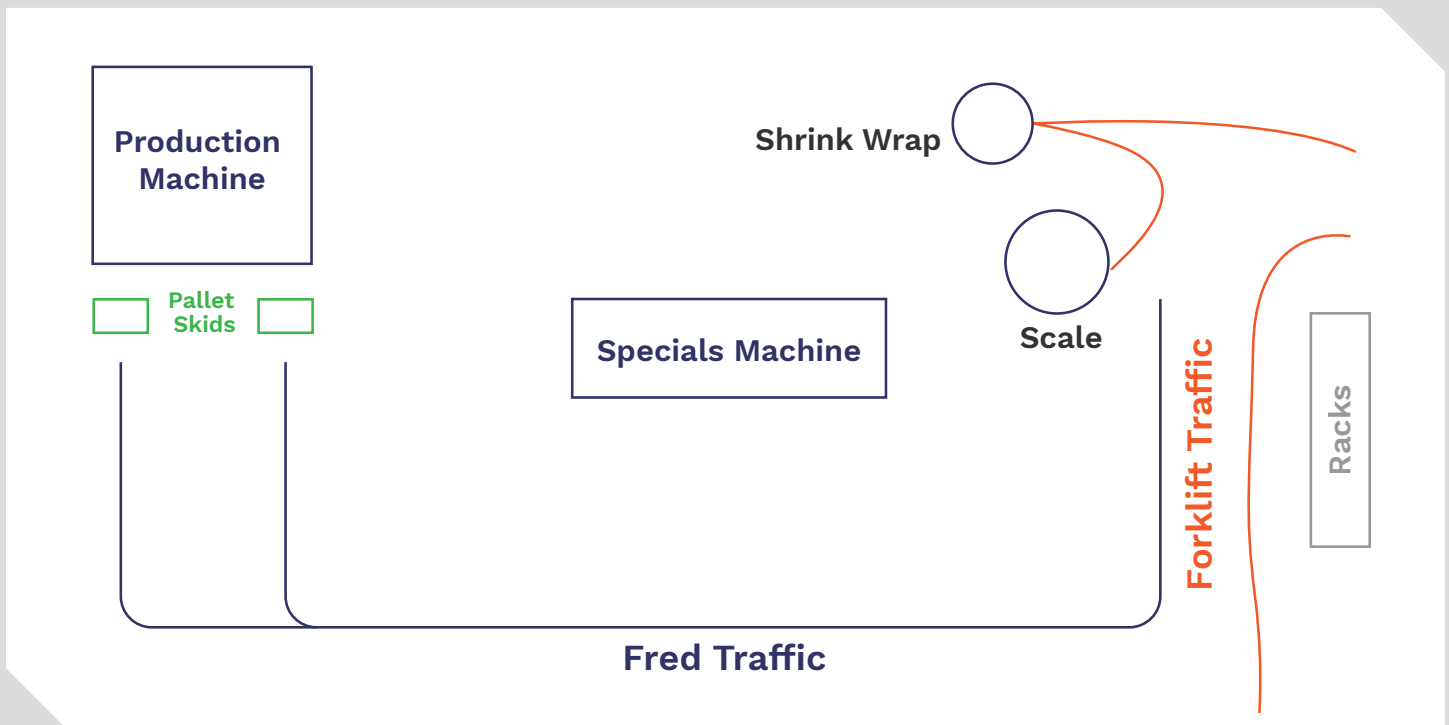 Production
Machine
Pallet
Skids
Shrink Wrap
Scale
Specials Machine
Forklift Traffic
Racks
Fred Traffic